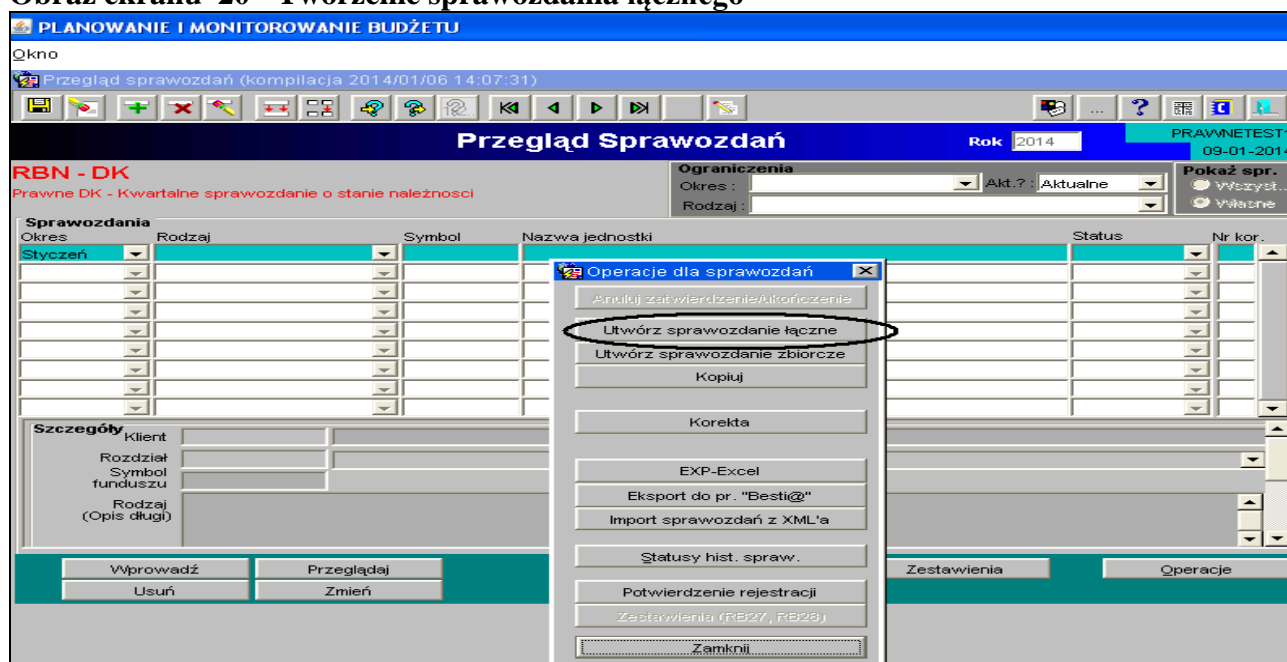 Obraz ekranu 20 - Tworzenie sprawozdania łącznego
PLANOWANIE I MONITOROWANIE BUDŻETU
Okno
Przegląd sprawozdań (kompilacja 2014/01/06 14:07:31)
...
?
Przegląd Sprawozdań
Rok 2014
PRAWNETEST
09-01-2014
RBN - DK
Prawne DK - Kwartalne sprawozdanie o stanie należnosci
Ograniczenia
Okres : Akt.? : Aktualne
Rodzaj :
Pokaż spr.
Wszyst..
Własne
Sprawozdania
Okres Rodzaj Symbol Nazwa jednostki Status Nr kor.
Styczeń
Operacje dla sprawozdań
Anuluj zatwierdzenie/ukończenie
Utwórz sprawozdanie łączne
Utwórz sprawozdanie zbiorcze
Kopiuj
Korekta
EXP-Excel
Eksport do pr. "Besti@"
Import sprawozdań z XML'a
Statusy hist. spraw.
Potwierdzenie rejestracji
Zestawienia (RB27, RB28)
Zamknij
Szczegóły
Klient
Rozdział
Symbol
funduszu
Rodzaj
(Opis długi)
Wprowadź Przeglądaj Zestawienia Operacje
Usuń Zmień